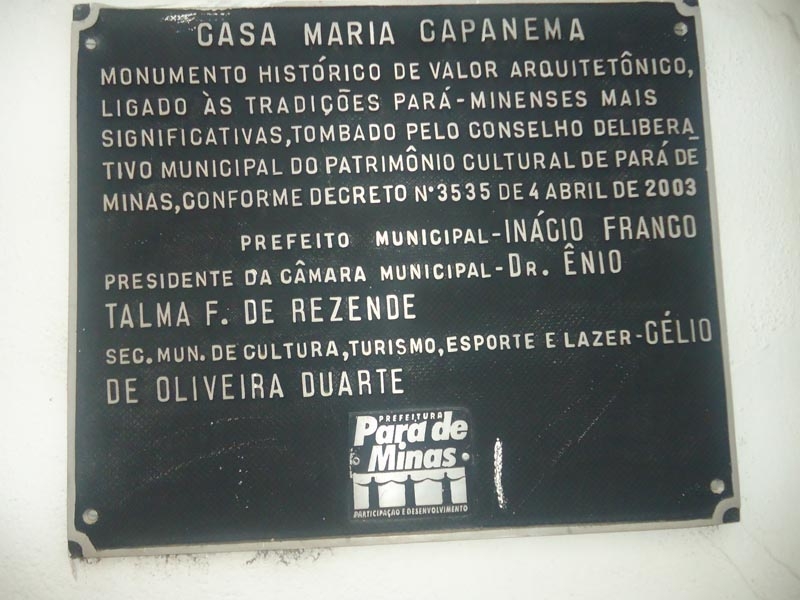 CASA MARIA CAPANEMA
MONUMENTO HISTÓRICO DE VALOR ARQUITETÔNICO,
LIGADO ÀS TRADIÇÕES PARÁ-MINENSES MAIS
SIGNIFICATIVAS, TOMBADO PELO CONSELHO DELIBERA
TIVO MUNICIPAL DO PATRIMÔNIO CULTURAL DE PARÁ DE
MINAS, CONFORME DECRETO Nº 3535 DE 4 ABRIL DE 2003
PREFEITO MUNICIPAL-INÁCIO FRANCO
PRESIDENTE DA CÂMARA MUNICIPAL-DR. ÊNIO
TALMA F. DE REZENDE
SEC. MUN. DE CULTURA, TURISMO, ESPORTE E LAZER-CÉLIO
DE OLIVEIRA DUARTE
PREFEITURA
Pará de
Minas
PARTICIPAÇÃO E DESENVOLVIMENTO